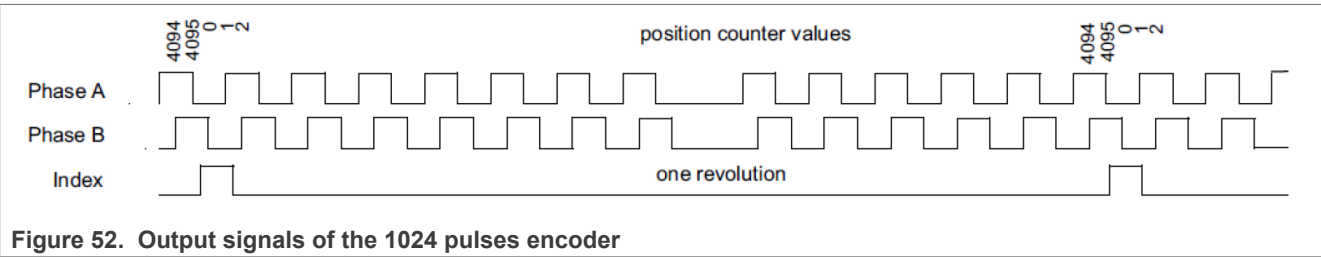 4094 4095 0 1 2
position counter values
4094 4095 0 1 2
Phase A
Phase B
Index
one revolution
Figure 52. Output signals of the 1024 pulses encoder